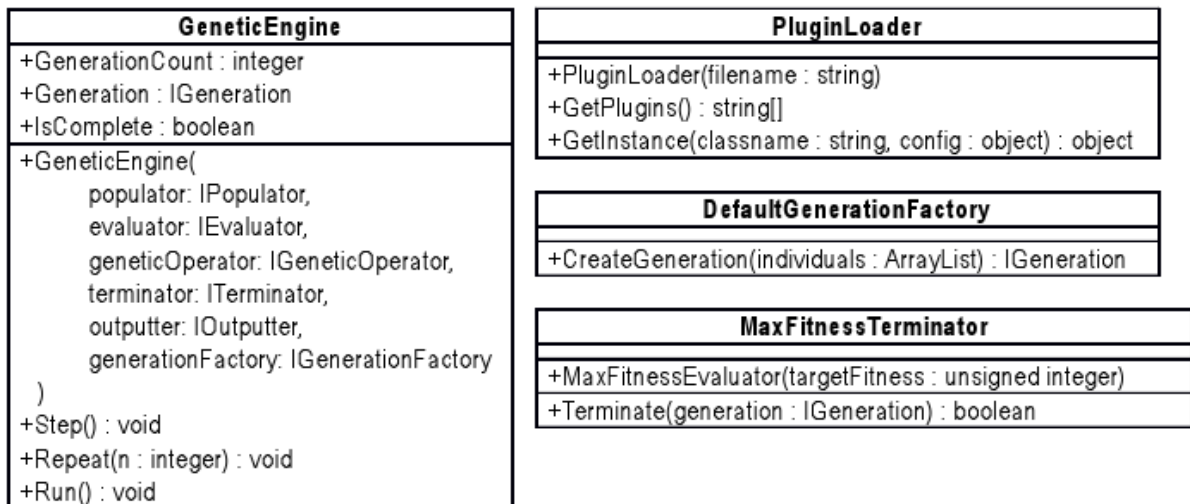 GeneticEngine
+GenerationCount : integer
+Generation : IGeneration
+IsComplete : boolean
+GeneticEngine(
populator: IPopulator,
evaluator: IEvaluator,
geneticOperator: IGeneticOperator,
terminator: ITerminator,
outputter: IOutputter,
generationFactory: IGenerationFactory
)
+Step() : void
+Repeat(n : integer) : void
+Run() : void
PluginLoader
+PluginLoader(filename : string)
+GetPlugins() : string[]
+GetInstance(classname : string, config : object) : object
DefaultGenerationFactory
+CreateGeneration(individuals : ArrayList) : IGeneration
MaxFitnessTerminator
+MaxFitnessEvaluator(targetFitness : unsigned integer)
+Terminate(generation : IGeneration) : boolean